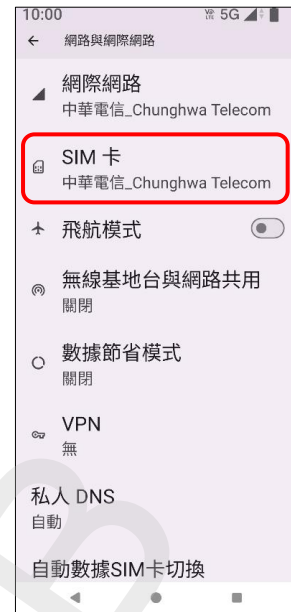 10:00
5G
網路與網際網路
網際網路
中華電信_Chunghwa Telecom
SIM 卡
中華電信_Chunghwa Telecom
飛航模式
無線基地台與網路共用
關閉
數據節省模式
關閉
VPN
無
私人 DNS
自動
自動數據SIM卡切換